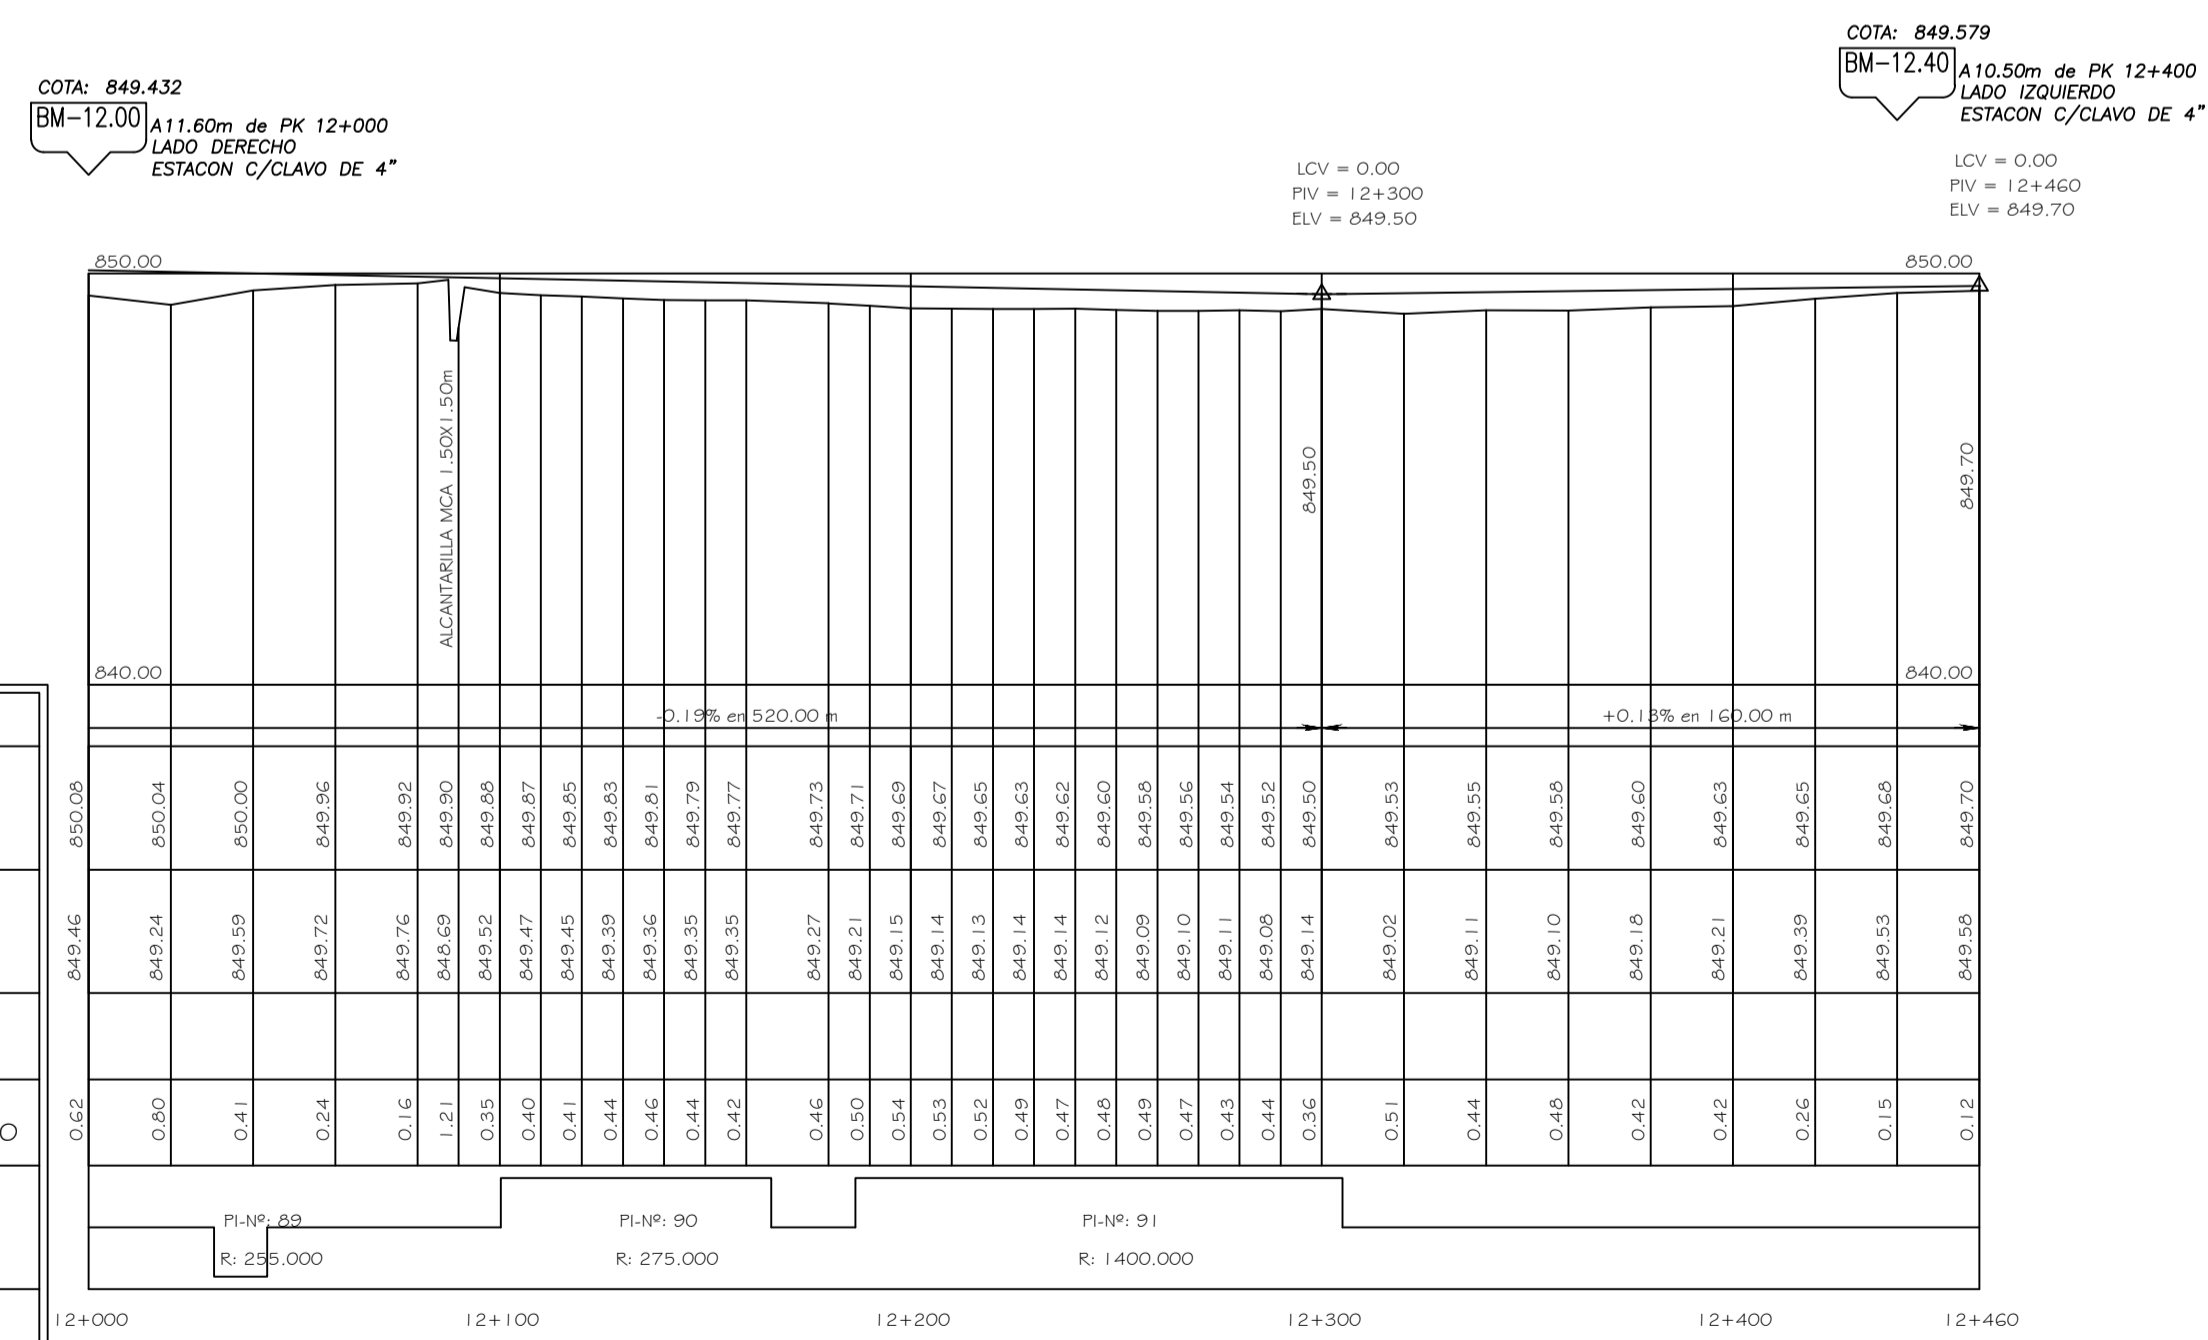 COTA: 849.432
BM-12.00
A11.60m de PK 12+000
LADO DERECHO
ESTACON C/CLAVO DE 4”
COTA: 849.579
BM-12.40
A10.50m de PK 12+400
LADO IZQUIERDO
ESTACON C/CLAVO DE 4”
LCV = 0.00
PIV = 12+300
ELV = 849.50
LCV = 0.00
PIV = 12+460
ELV = 849.70
850.00
850.00
ALCANTARILLA MCA 1.50X1.50m
849.50
849.70
840.00
840.00
-0.19% en 520.00 m
+0.13% en 160.00 m
850.08 850.04 850.00 849.96 849.92 849.90 849.88 849.87 849.85 849.83 849.81 849.79 849.77 849.73 849.71 849.69 849.67 849.65 849.63 849.62 849.60 849.58 849.56 849.54 849.52 849.50 849.53 849.55 849.58 849.60 849.63 849.65 849.68 849.70
849.46 849.24 849.59 849.72 849.76 848.69 849.52 849.47 849.45 849.39 849.36 849.35 849.35 849.27 849.21 849.15 849.14 849.13 849.14 849.14 849.12 849.09 849.10 849.11 849.08 849.14 849.02 849.11 849.10 849.18 849.21 849.39 849.53 849.58
O
0.62 0.80 0.41 0.24 0.16 1.21 0.35 0.40 0.41 0.44 0.46 0.44 0.42 0.46 0.50 0.54 0.53 0.52 0.49 0.47 0.48 0.49 0.47 0.43 0.44 0.36 0.51 0.44 0.48 0.42 0.42 0.26 0.15 0.12
PI-Nº: 89
R: 255.000
PI-Nº: 90
R: 275.000
PI-Nº: 91
R: 1400.000
12+000 12+100 12+200 12+300 12+400 12+460